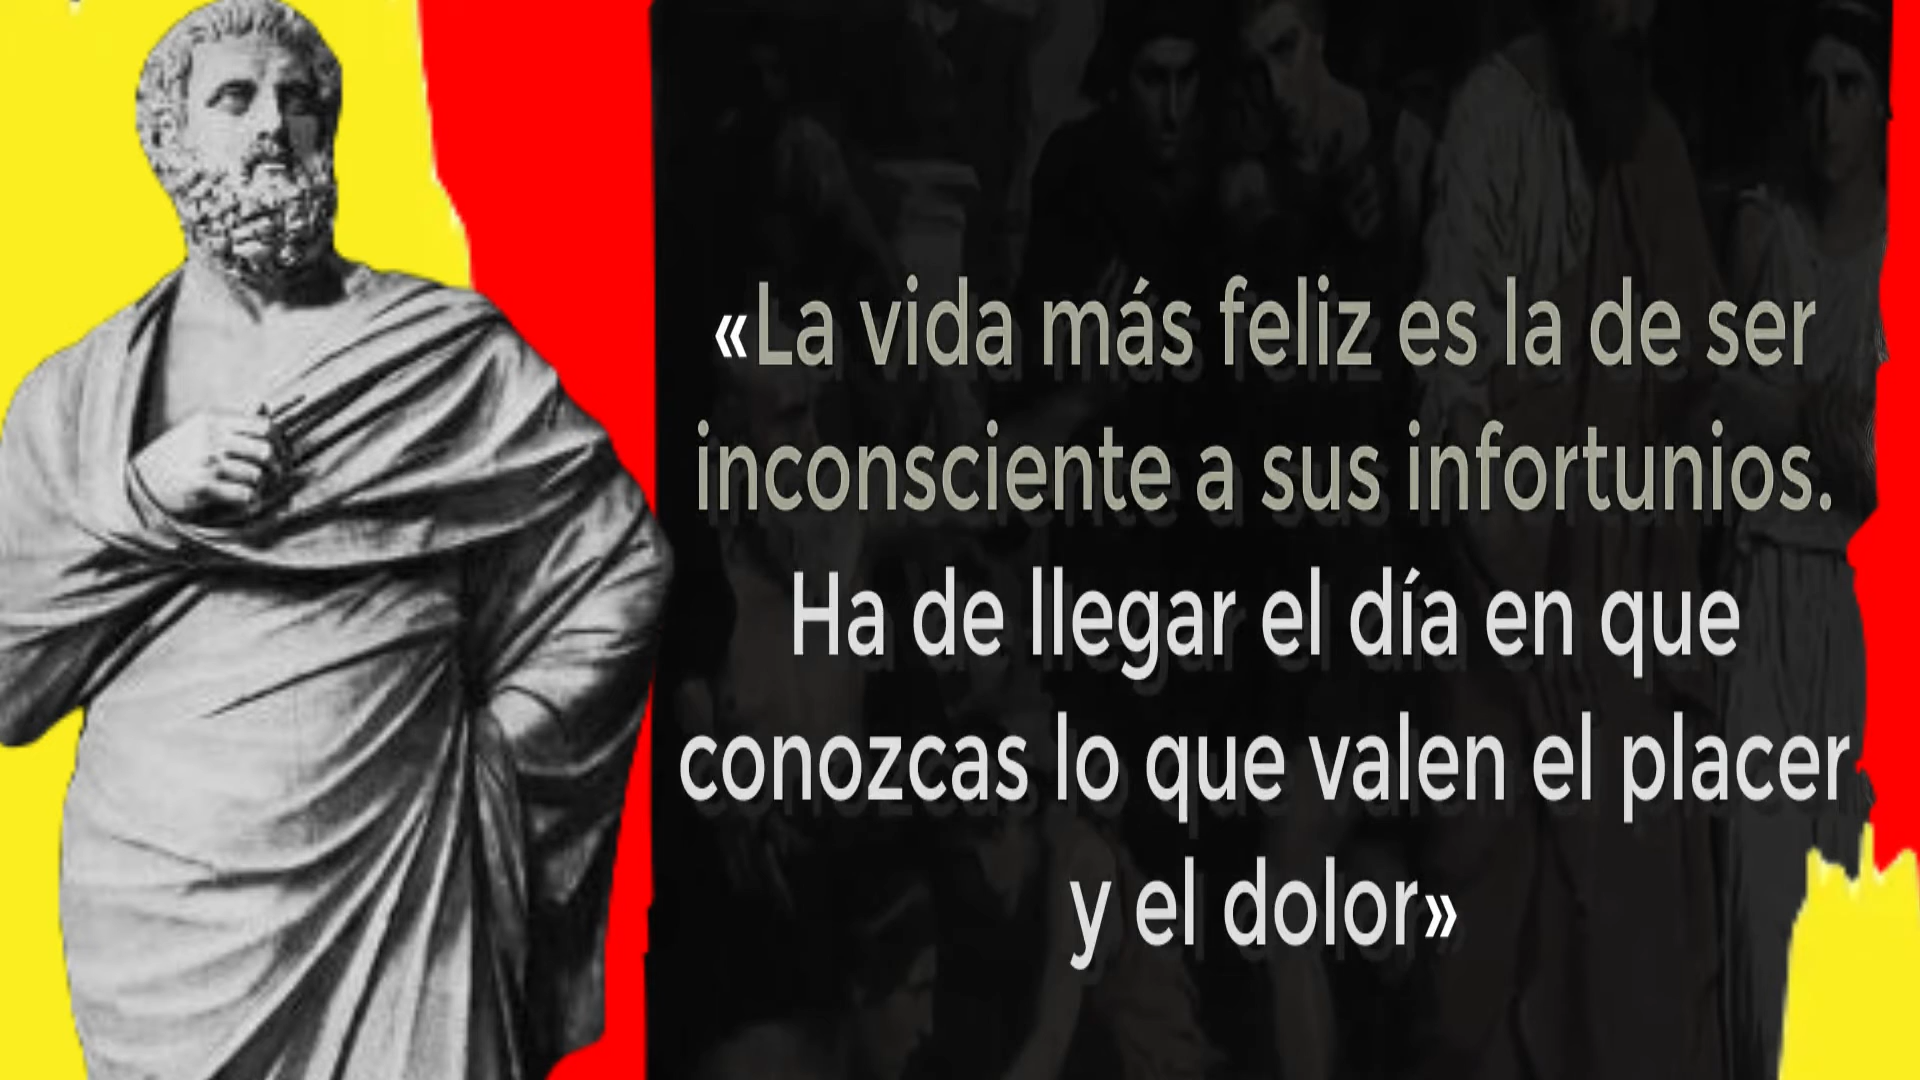 «La vida más feliz es la de ser
inconsciente a sus infortunios.
Ha de llegar el día en que
conozcas lo que valen el placer
y el dolor»